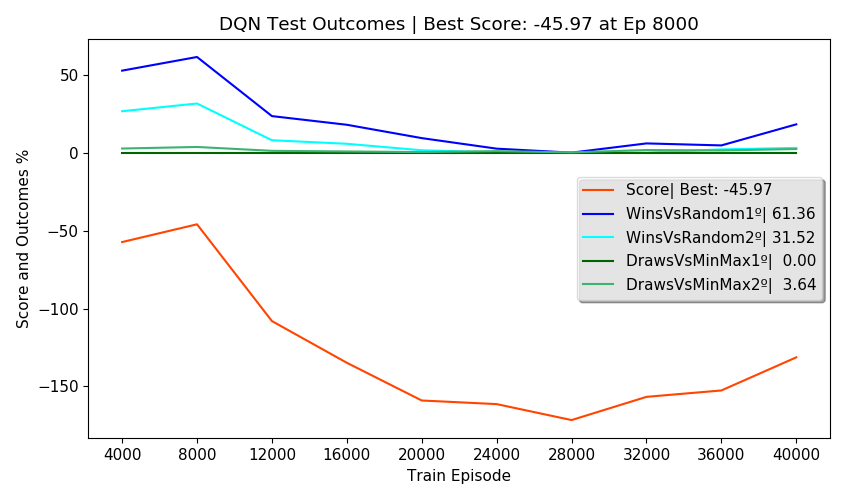 DQN Test Outcomes | Best Score: -45.97 at Ep 8000
Score and Outcomes %
50
0
−50
−100
−150
Score| Best: -45.97
WinsVsRandom1º| 61.36
WinsVsRandom2º| 31.52
DrawsVsMinMax1º|  0.00
DrawsVsMinMax2º|  3.64
4000 8000 12000 16000 20000 24000 28000 32000 36000 40000
Train Episode